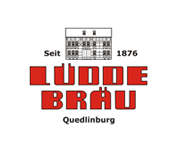 Seit 1876
LÜDDE
BRÄU
Quedlinburg